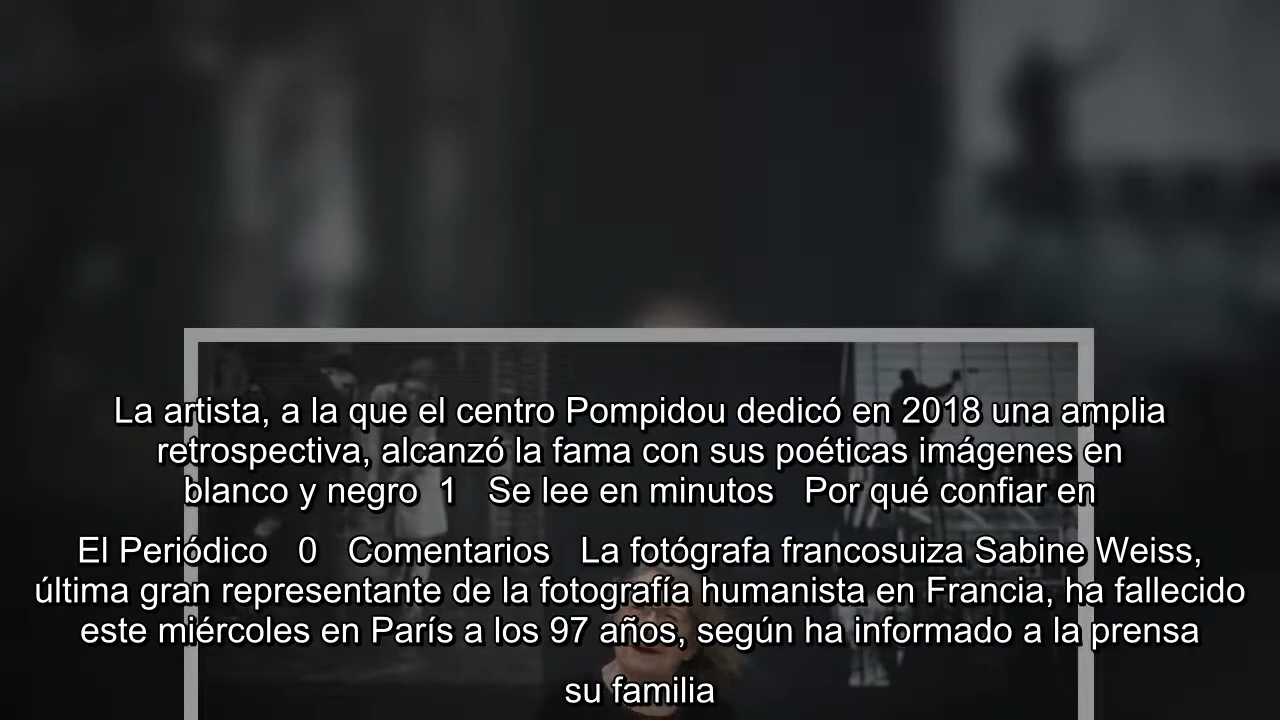 La artista, a la que el centro Pompidou dedicó en 2018 una amplia
retrospectiva, alcanzó la fama con sus poéticas imágenes en
blanco y negro 1 Se lee en minutos Por qué confiar en
El Periódico 0 Comentarios La fotógrafa francosuiza Sabine Weiss,
última gran representante de la fotografía humanista en Francia, ha fallecido
este miércoles en París a los 97 años, según ha informado a la prensa
su familia